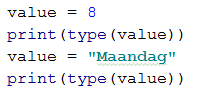 value = 8
print(type(value))
value = "Maandag"
print(type(value))